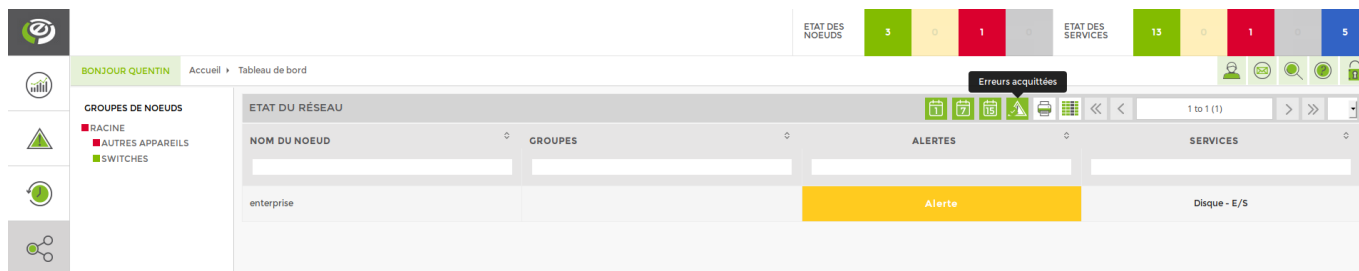 ETAT DES NOEUDS
3 0 1 0
ETAT DES SERVICES
13 0 1 0 5
BONJOUR QUENTIN Accueil Tableau de bord
Erreurs acquittées
GROUPES DE NOEUDS
RACINE
AUTRES APPAREILS
SWITCHES
ETAT DU RÉSEAU
1 7 15
1 to 1 (1)
NOM DU NOEUD GROUPES ALERTES SERVICES
enterprise Alerte Disque - E/S